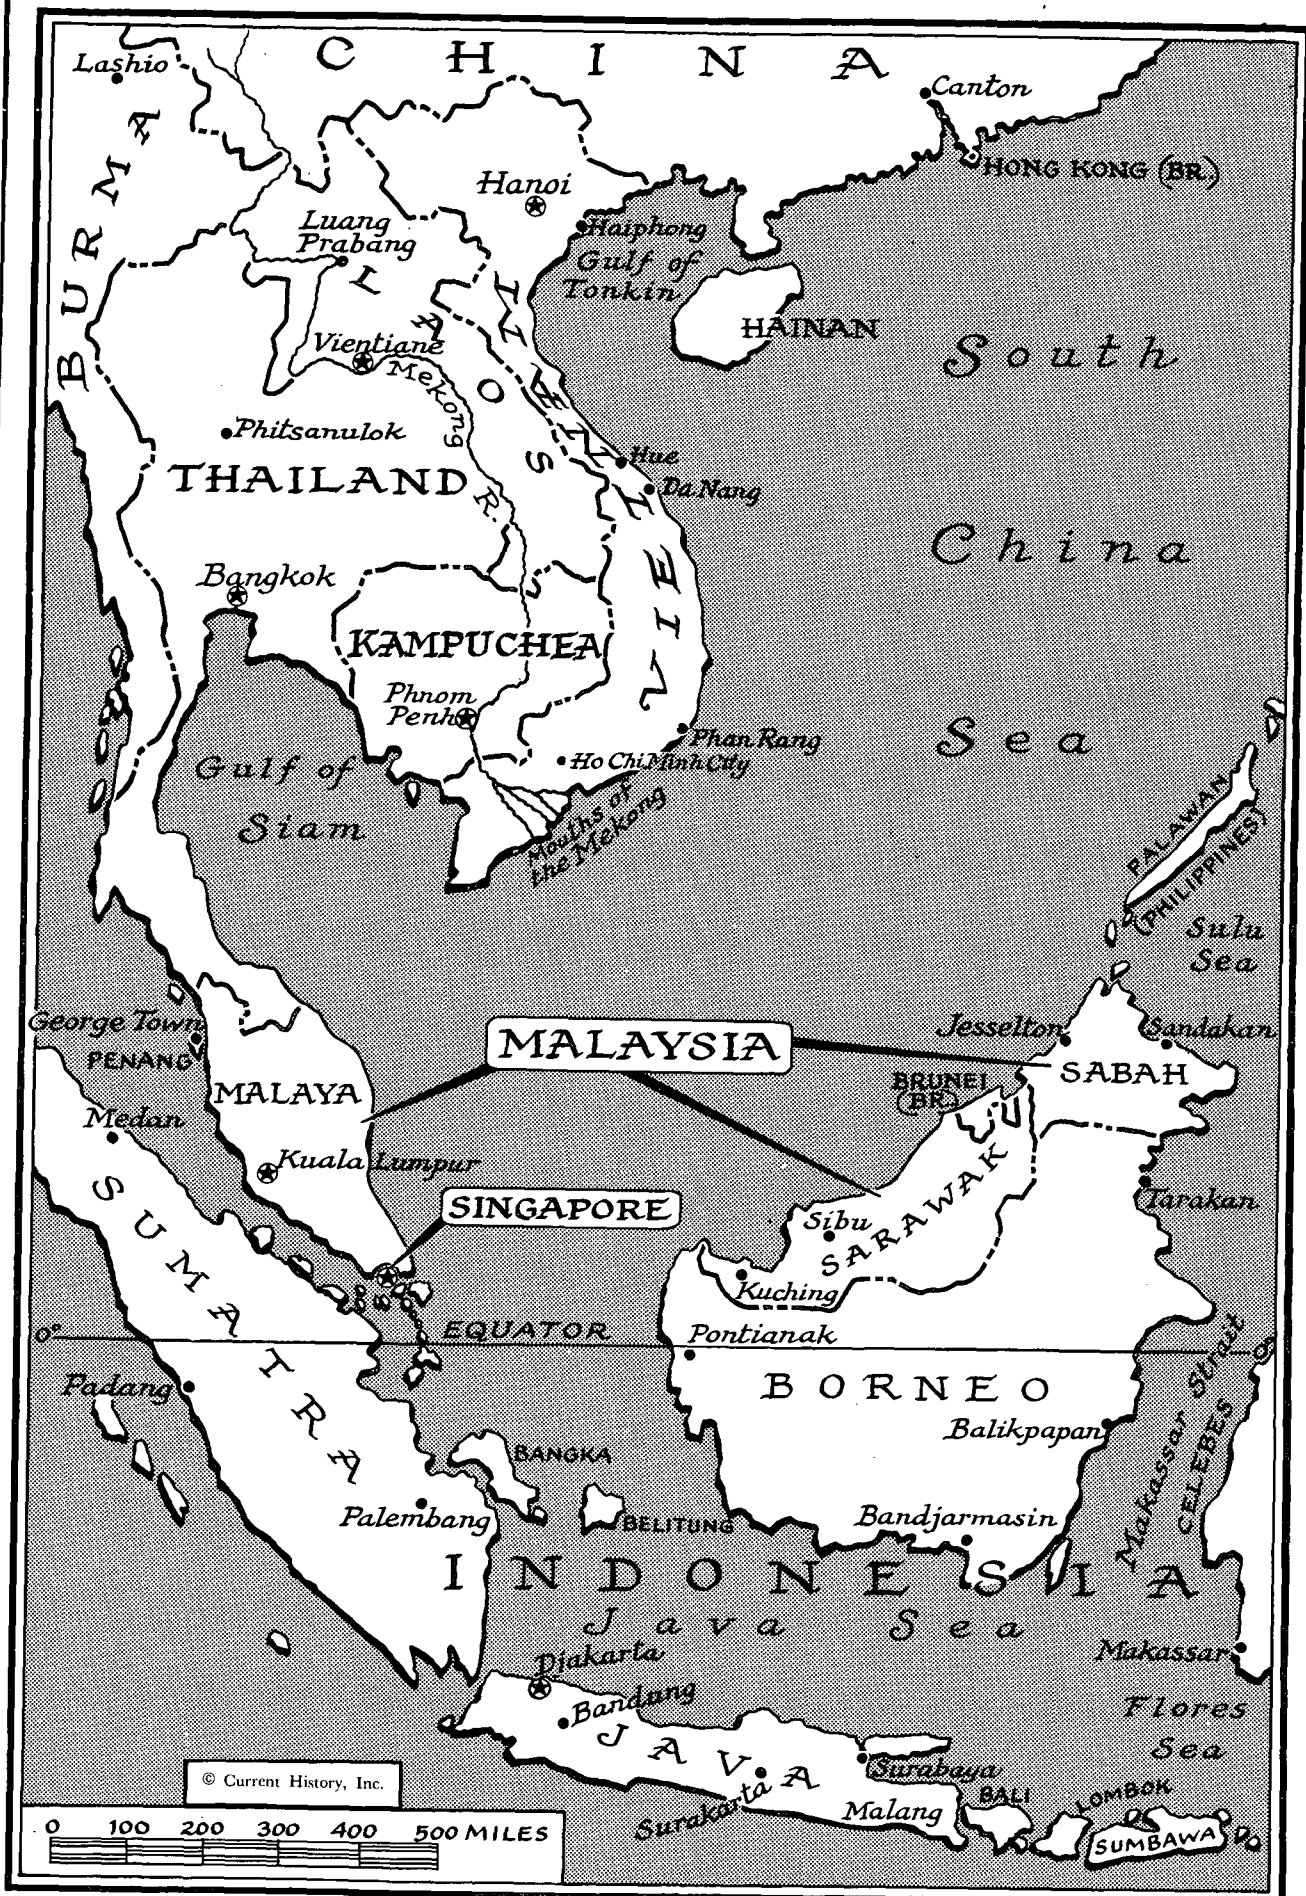 CHINA
Lashio
Canton
HONG KONG (BR.)
BURMA
Hanoi
Haiphong
Luang
Prabang
Gulf of
Tonkin
LAOS
HAINAN
VIETNAM
Vientiane
Mekong R.
South
China
Sea
Phitsanulok
THAILAND
Hue
Da Nang
Bangkok
KAMPUCHEA
Phnom
Penh
Phan Rang
Ho Chi Minh City
Gulf of
Siam
Mouths of
the Mekong
PALAWAN
(PHILIPPINES)
Sulu
Sea
George Town
PENANG
MALAYSIA
Jesselton
Sandakan
SABAH
BRUNEI
(BR.)
MALAYA
Medan
Kuala Lumpur
SINGAPORE
SARAWAK
Sibu
Kuching
Tarakan
SUMATRA
0°
EQUATOR
0°
Pontianak
BORNEO
Padang
Balikpapan
Makassar Strait
CELEBES
BANGKA
Palembang
BELITUNG
Bandjarmasin
INDONESIA
Java Sea
Makassar
Djakarta
Bandung
JAVA
Flores
Sea
Surabaya
Surakarta
Malang
BALI
LOMBOK
SUMBAWA
© Current History, Inc.
0 100 200 300 400 500 MILES